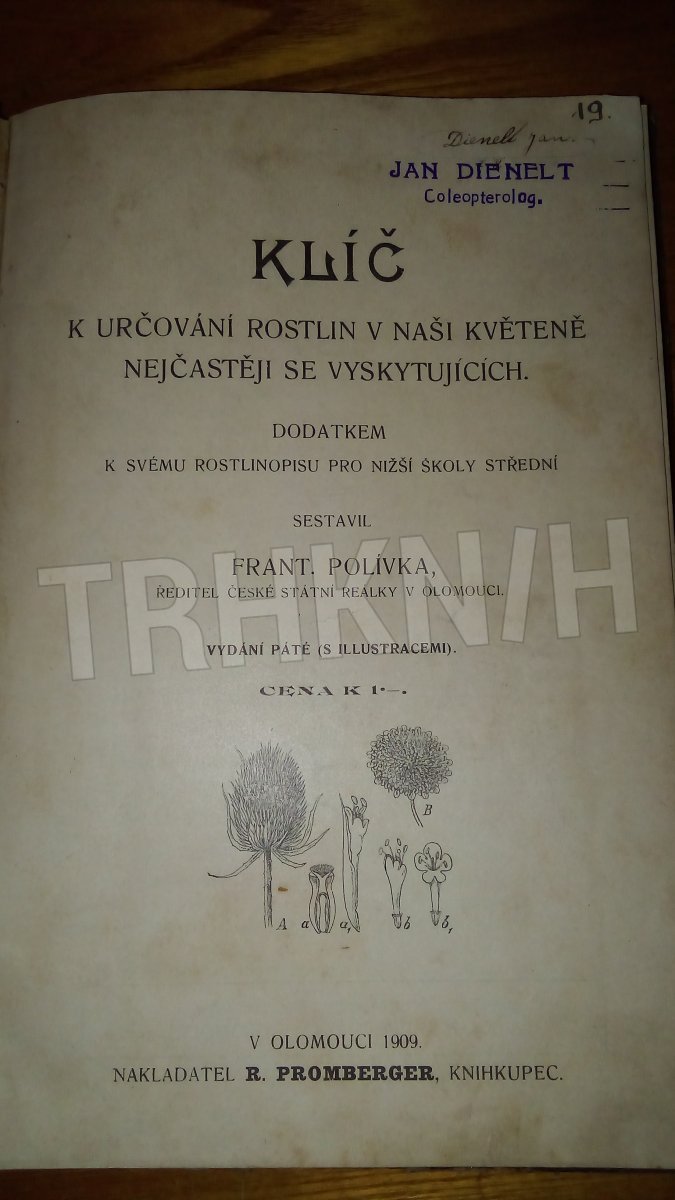 19.
Dienelt Jan.
JAN DIENELT
Coleopterolog.
KLÍČ
K URČOVÁNÍ ROSTLIN V NAŠI KVĚTENĚ
NEJČASTĚJI SE VYSKYTUJÍCÍCH.
DODATKEM
K SVÉMU ROSTLINOPISU PRO NIŽŠÍ ŠKOLY STŘEDNÍ
SESTAVIL
FRANT. POLÍVKA,
ŘEDITEL ČESKÉ STÁTNÍ REÁLKY V OLOMOUCI.
TRHKN/H
VYDÁNÍ PÁTÉ (S ILLUSTRACEMI).
CENA K 1·—.
B
A a a₁ b b₁
V OLOMOUCI 1909.
NAKLADATEL R. PROMBERGER, KNIHKUPEC.